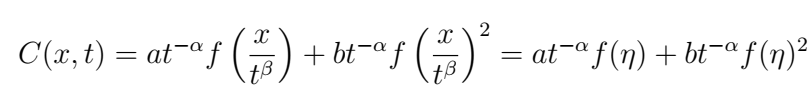 $C(x,t) = at^{-\alpha} f\left(\frac{x}{t^{\beta}}\right) + bt^{-\alpha} f\left(\frac{x}{t^{\beta}}\right)^2 = at^{-\alpha} f(\eta) + bt^{-\alpha} f(\eta)^2$